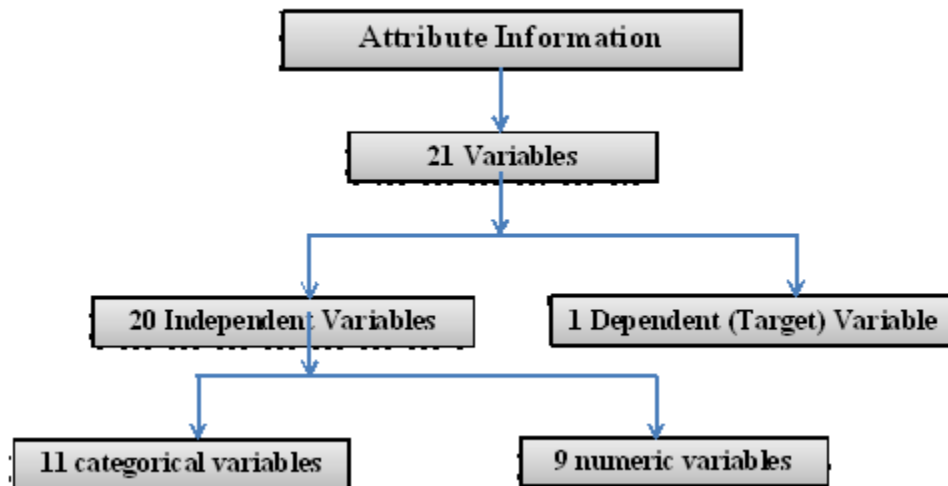 Attribute Information
21 Variables
20 Independent Variables
1 Dependent (Target) Variable
11 categorical variables
9 numeric variables